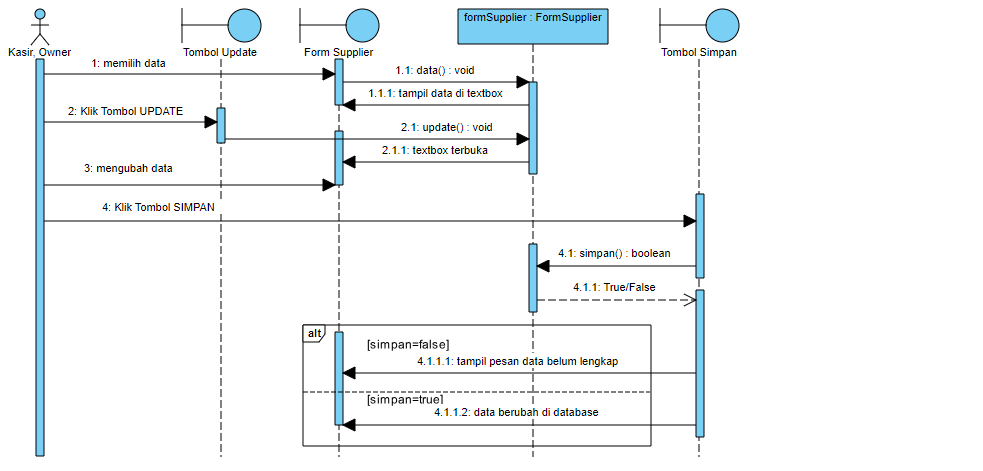 formSupplier : FormSupplier
Kasir, Owner
Tombol Update
Form Supplier
Tombol Simpan
1: memilih data
1.1: data() : void
1.1.1: tampil data di textbox
2: Klik Tombol UPDATE
2.1: update() : void
2.1.1: textbox terbuka
3: mengubah data
4: Klik Tombol SIMPAN
4.1: simpan() : boolean
4.1.1: True/False
alt
[simpan=false]
4.1.1.1: tampil pesan data belum lengkap
[simpan=true]
4.1.1.2: data berubah di database